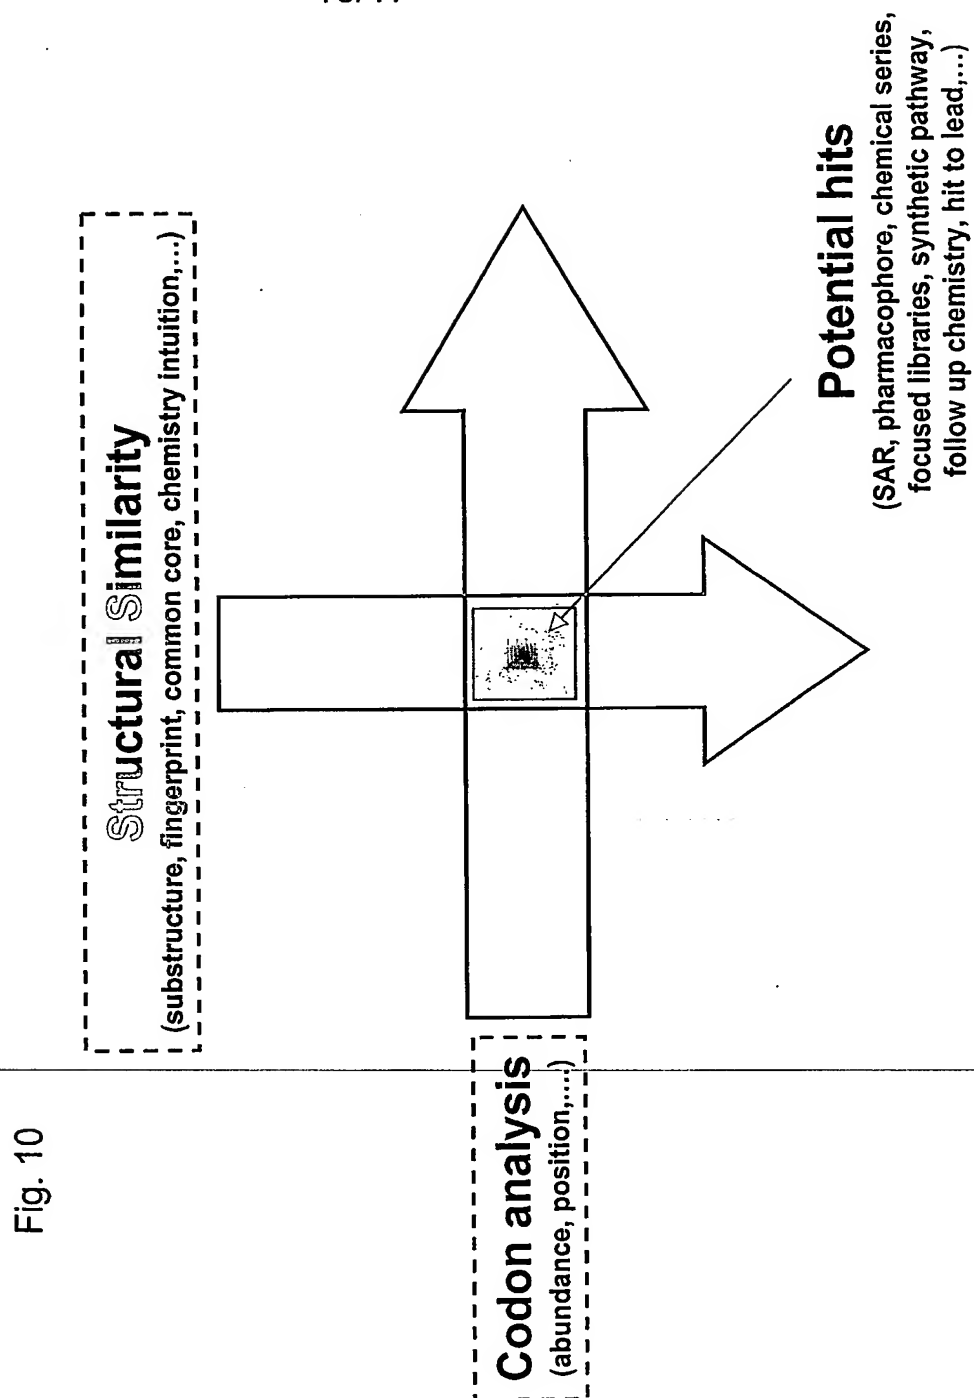 Fig. 10
Structural Similarity
(substructure, fingerprint, common core, chemistry intuition,...)
Codon analysis
(abundance, position,...)
Potential hits
(SAR, pharmacophore, chemical series,
focused libraries, synthetic pathway,
follow up chemistry, hit to lead,...)